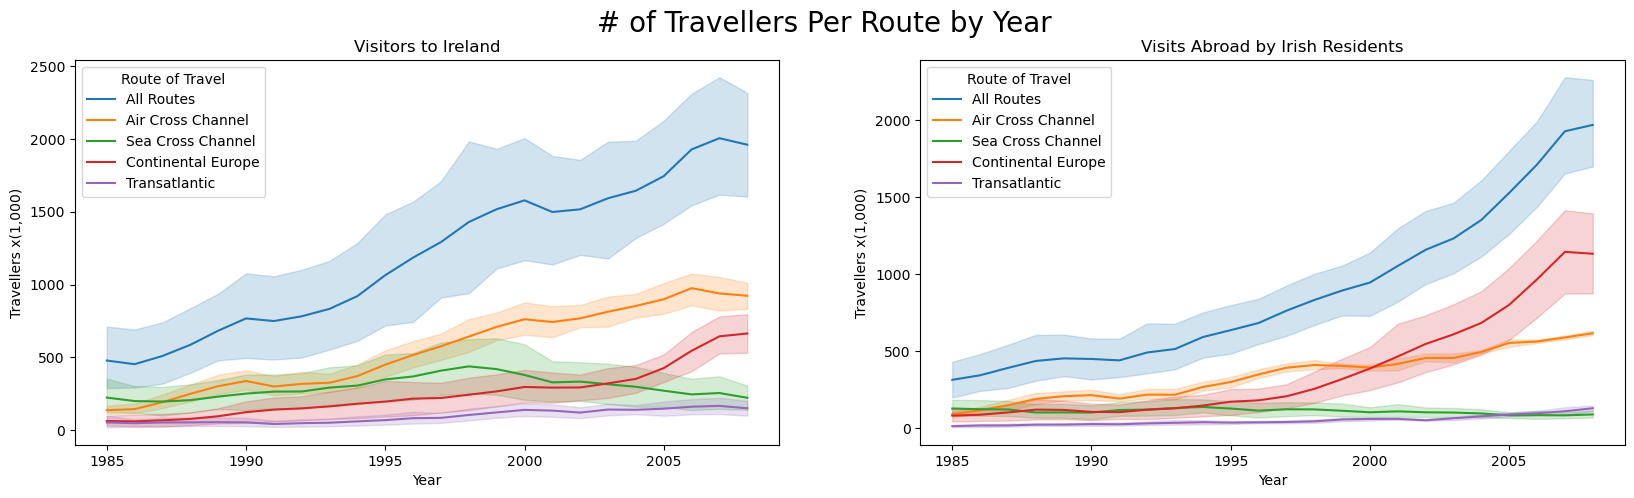 # of Travellers Per Route by Year
Visitors to Ireland
Travellers x(1,000)
2500
2000
1500
1000
500
0
Route of Travel
All Routes
Air Cross Channel
Sea Cross Channel
Continental Europe
Transatlantic
1985 1990 1995 2000 2005
Year
Visits Abroad by Irish Residents
Travellers x(1,000)
2000
1500
1000
500
0
Route of Travel
All Routes
Air Cross Channel
Sea Cross Channel
Continental Europe
Transatlantic
1985 1990 1995 2000 2005
Year